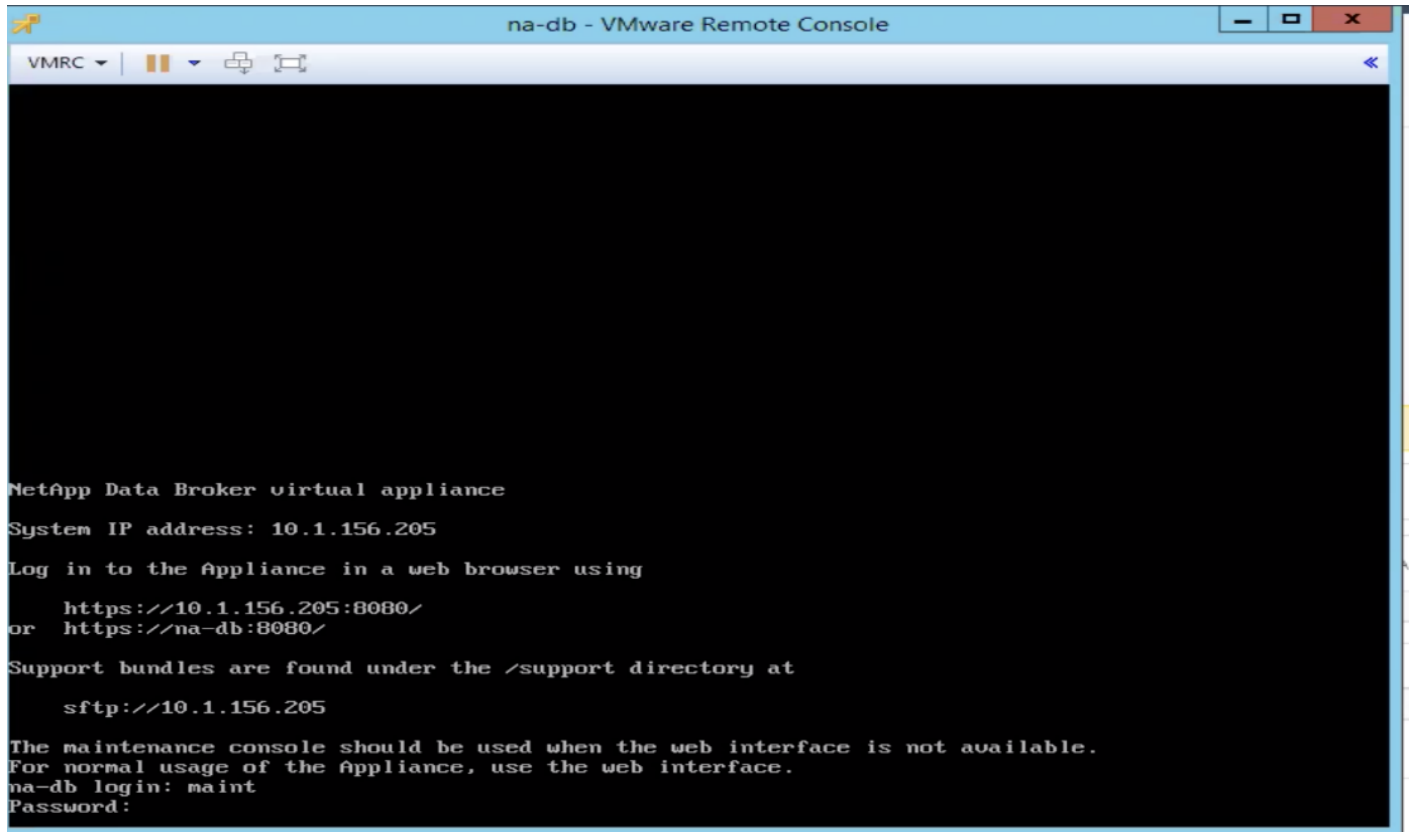 na-db - VMware Remote Console
VMRC
NetApp Data Broker virtual appliance
System IP address: 10.1.156.205
Log in to the Appliance in a web browser using
https://10.1.156.205:8080/
or https://na-db:8080/
Support bundles are found under the /support directory at
sftp://10.1.156.205
The maintenance console should be used when the web interface is not available.
For normal usage of the Appliance, use the web interface.
na-db login: maint
Password: